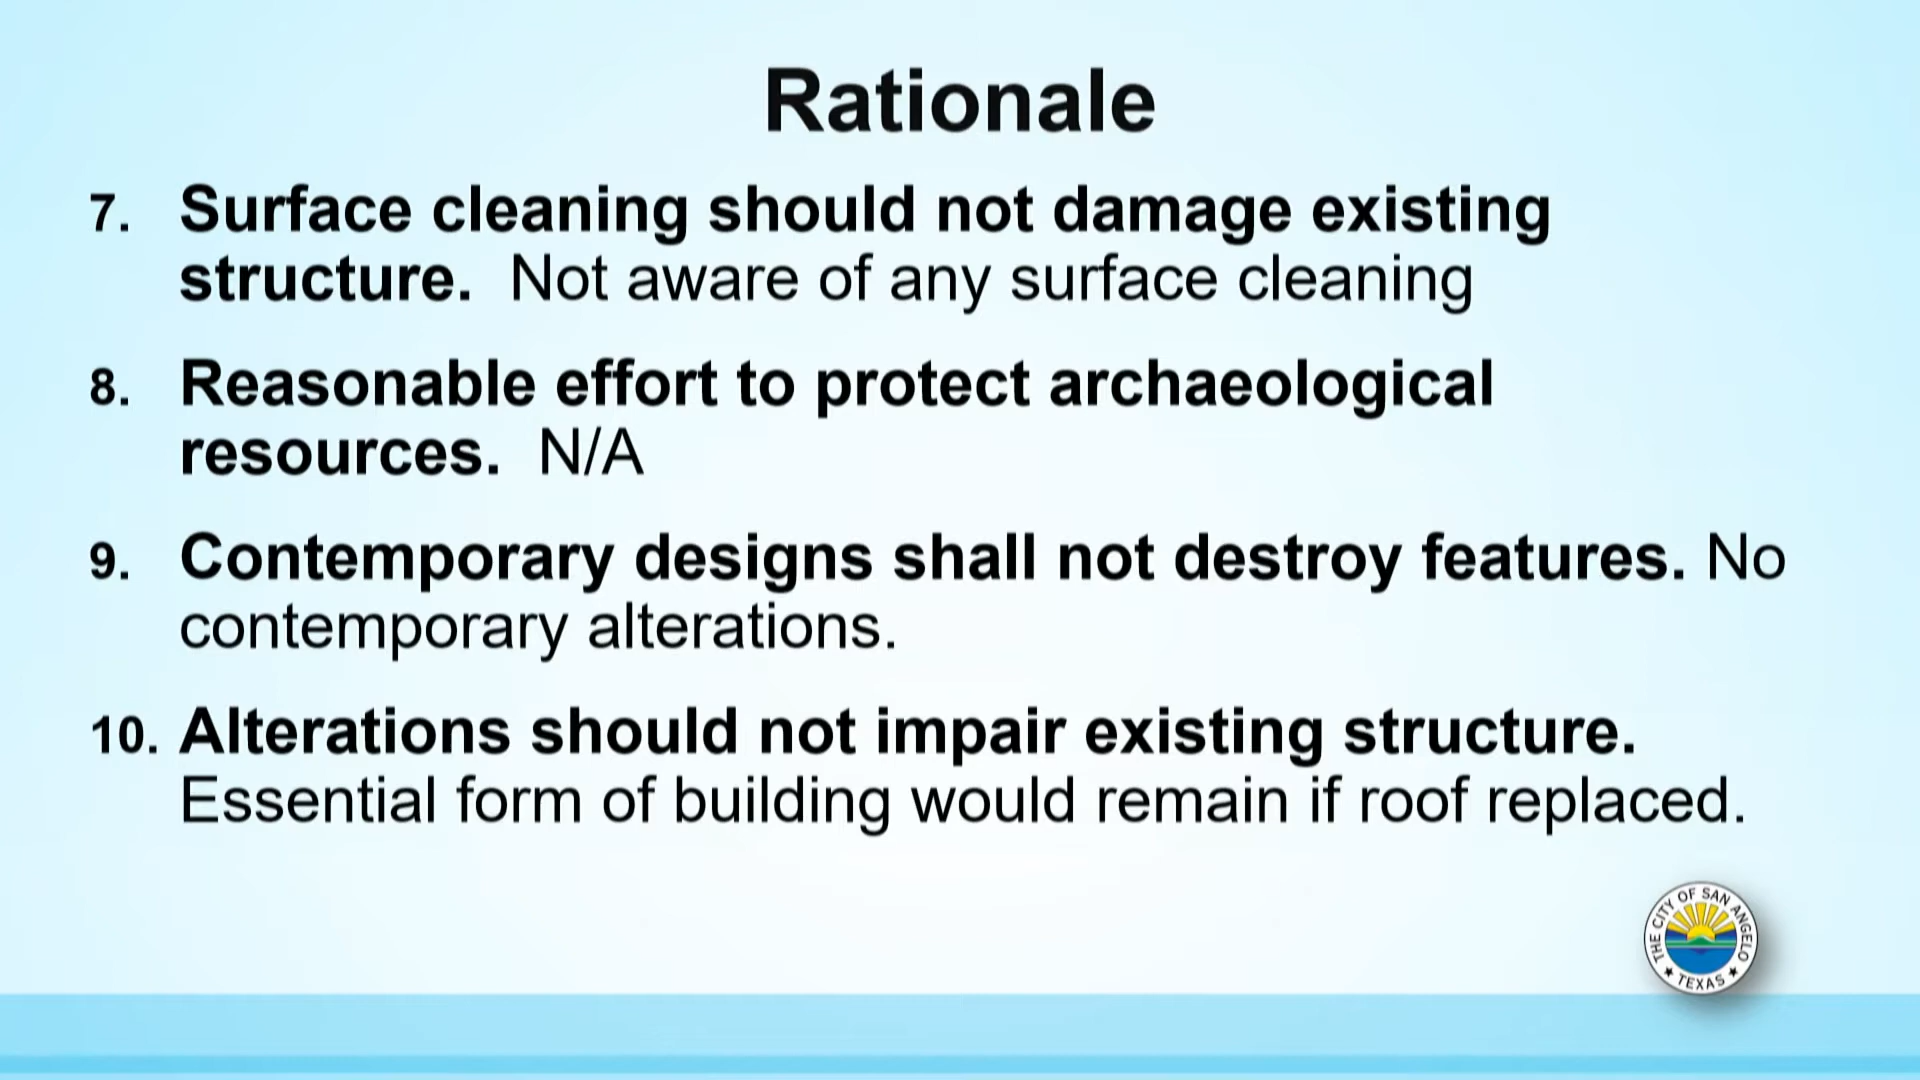 Rationale
7. Surface cleaning should not damage existing
structure. Not aware of any surface cleaning
8. Reasonable effort to protect archaeological
resources. N/A
9. Contemporary designs shall not destroy features. No
contemporary alterations.
10. Alterations should not impair existing structure.
Essential form of building would remain if roof replaced.
THE CITY OF SAN ANGELO
★ TEXAS ★